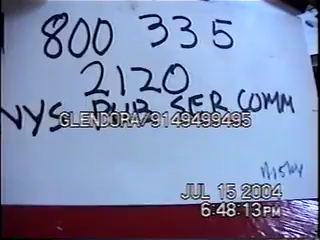 800 335
2120
NYS PUB SER COMM
GLENDORA/9149499495
JUL 15 2004
6:48:13PM